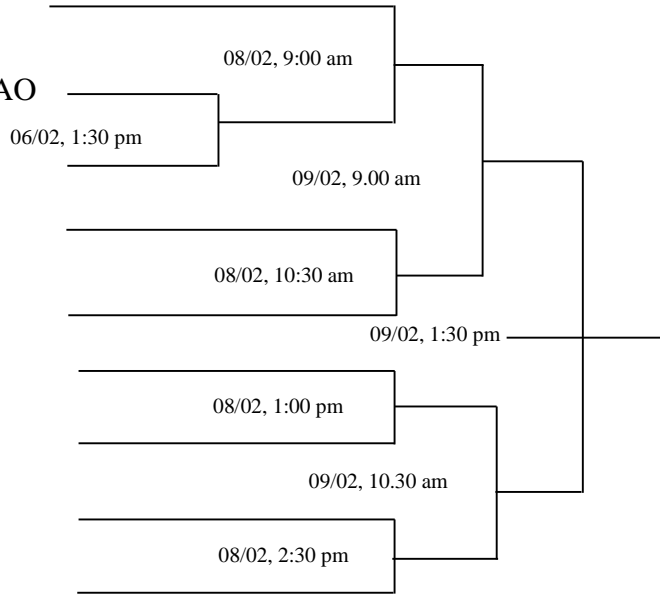 08/02, 9:00 am
AO
06/02, 1:30 pm
09/02, 9.00 am
08/02, 10:30 am
09/02, 1:30 pm
08/02, 1:00 pm
09/02, 10.30 am
08/02, 2:30 pm